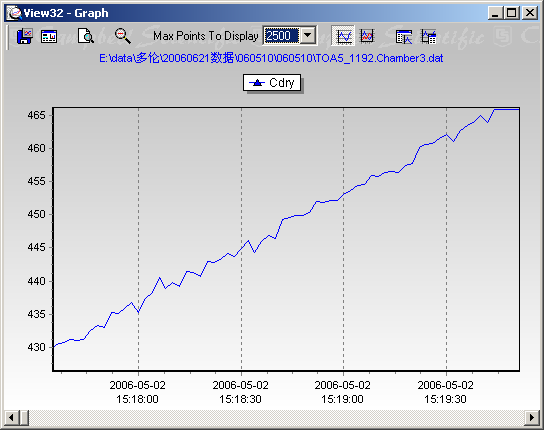 View32 - Graph
Max Points To Display 2500
E:\data\多伦\20060621数据\060510\060510\TOA5_1192.Chamber3.dat
Cdry
465
460
455
450
445
440
435
430
2006-05-02 2006-05-02 2006-05-02 2006-05-02
15:18:00 15:18:30 15:19:00 15:19:30